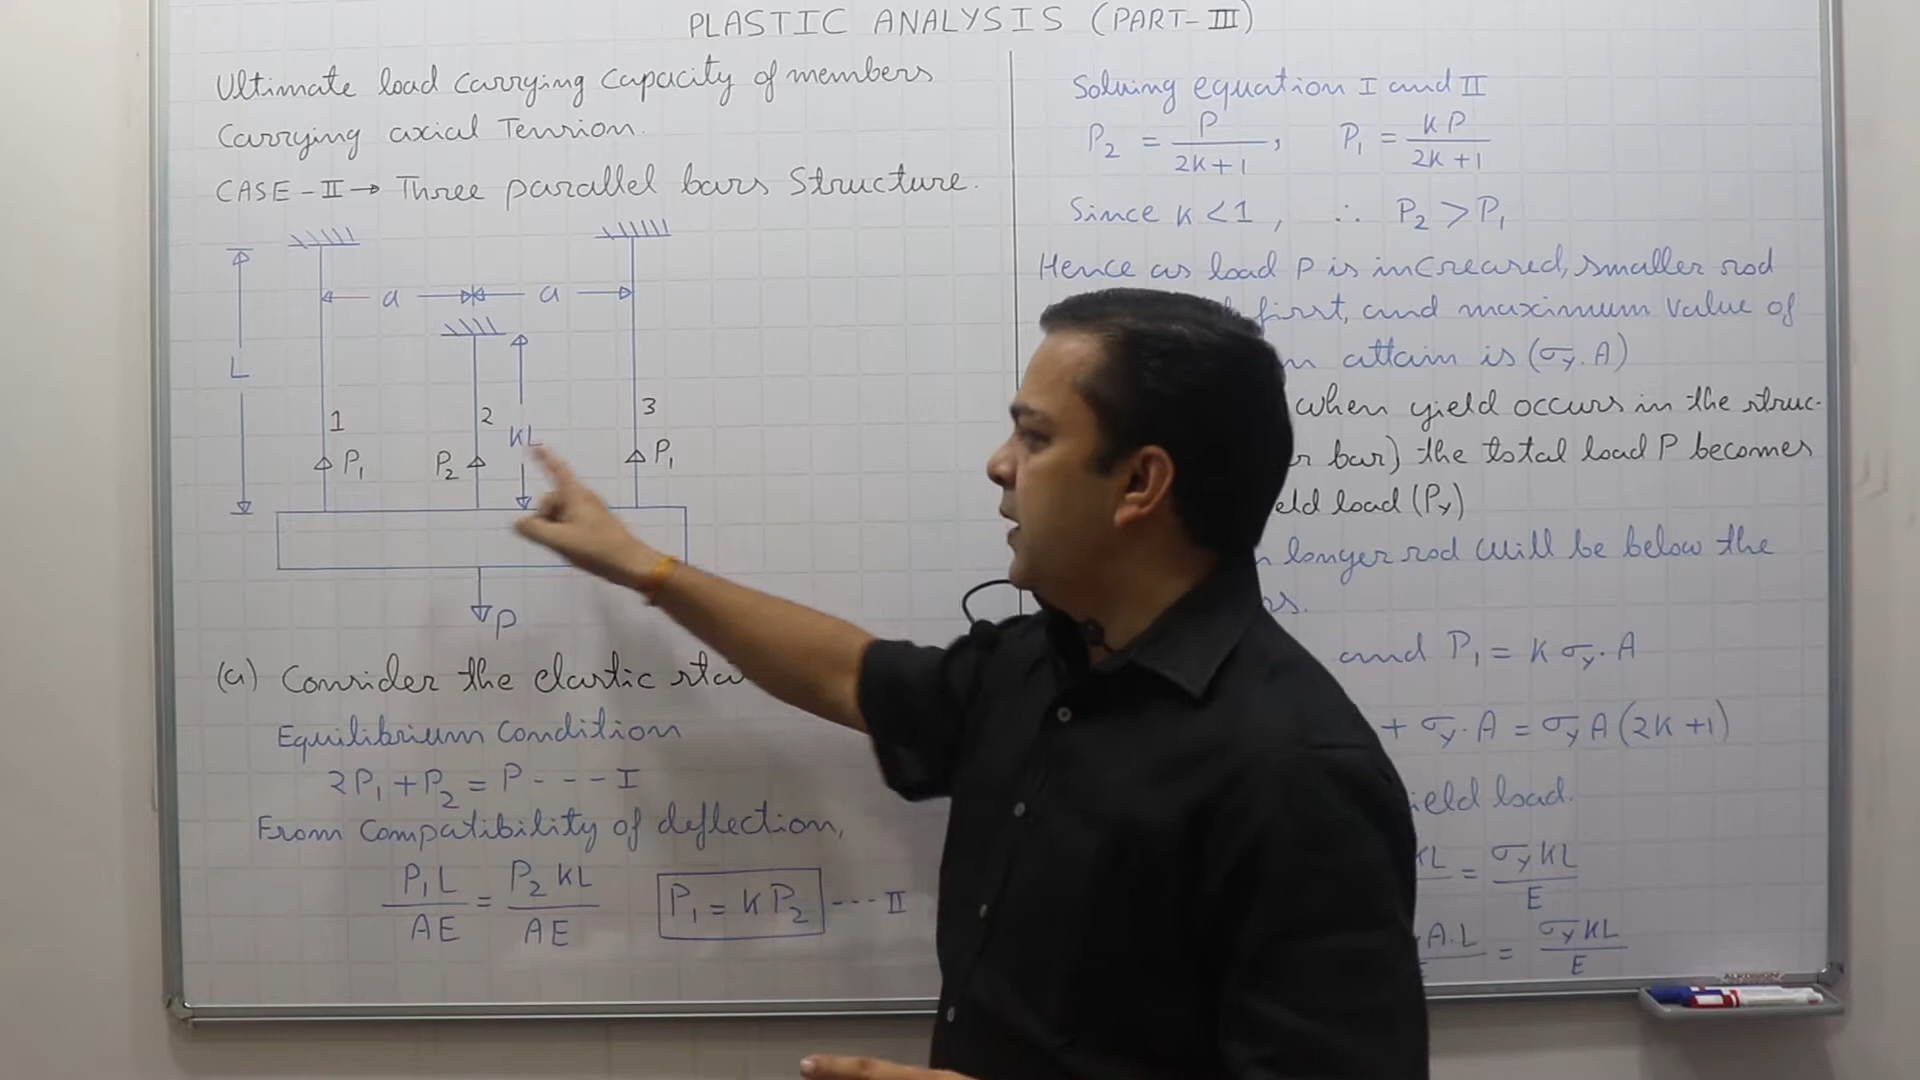 PLASTIC ANALYSIS (PART-III)
Ultimate load carrying capacity of members
Carrying axial Tension.
CASE-II → Three parallel bars Structure.
a a
L
1 2 3
KL
P₁ P₂ P₁
P
(a) Consider the elastic
Equilibrium Condition
2P₁ + P₂ = P - - - I
From Compatibility of deflection,
P₁L/AE = P₂KL/AE P₁ = KP₂ - - - II
Solving equation I and II
P₂ = P/2K+1, P₁ = KP/2K+1
Since K < 1, ∴ P₂ > P₁
Hence as load P is increased, smaller rod
first, and maximum value of
attain is (σy.A)
when yield occurs in the struc-
bar) the total load P becomes
load (Py)
longer rod will be below the
and P₁ = Kσy.A
+ σy.A = σyA(2K+1)
load.
KL = σyKL/E
A.L = σyKL/E